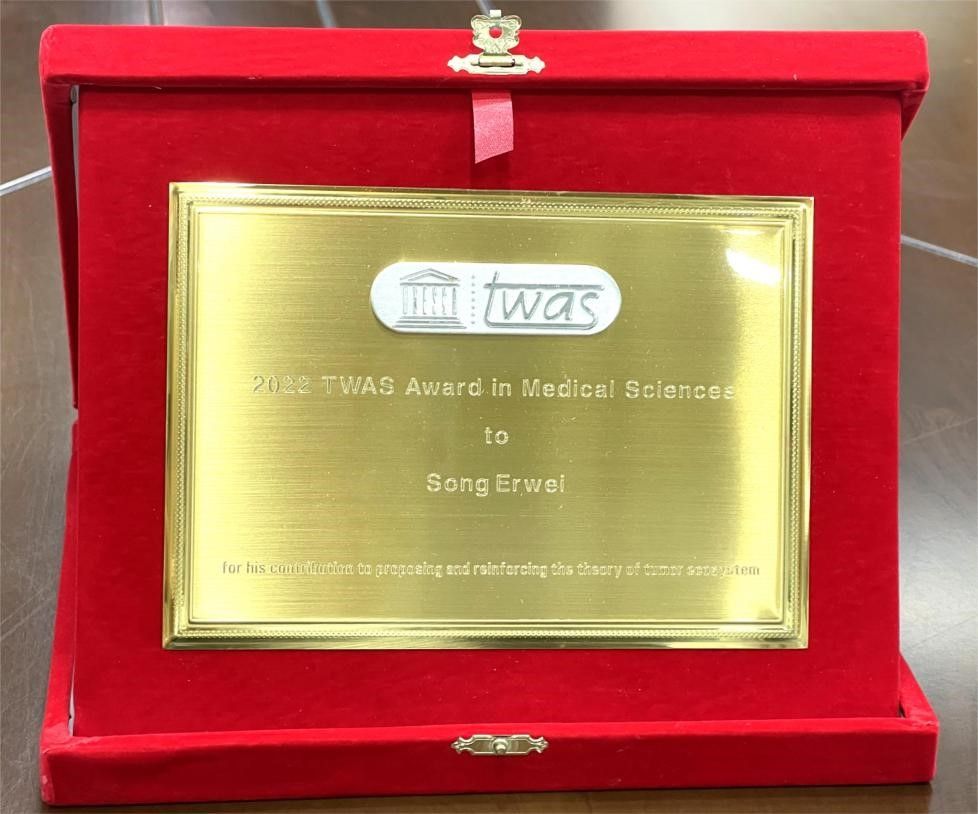 UNESCO twas
2022 TWAS Award in Medical Sciences
to
Song Erwei
for his contribution to proposing and reinforcing the theory of tumor ecosystem